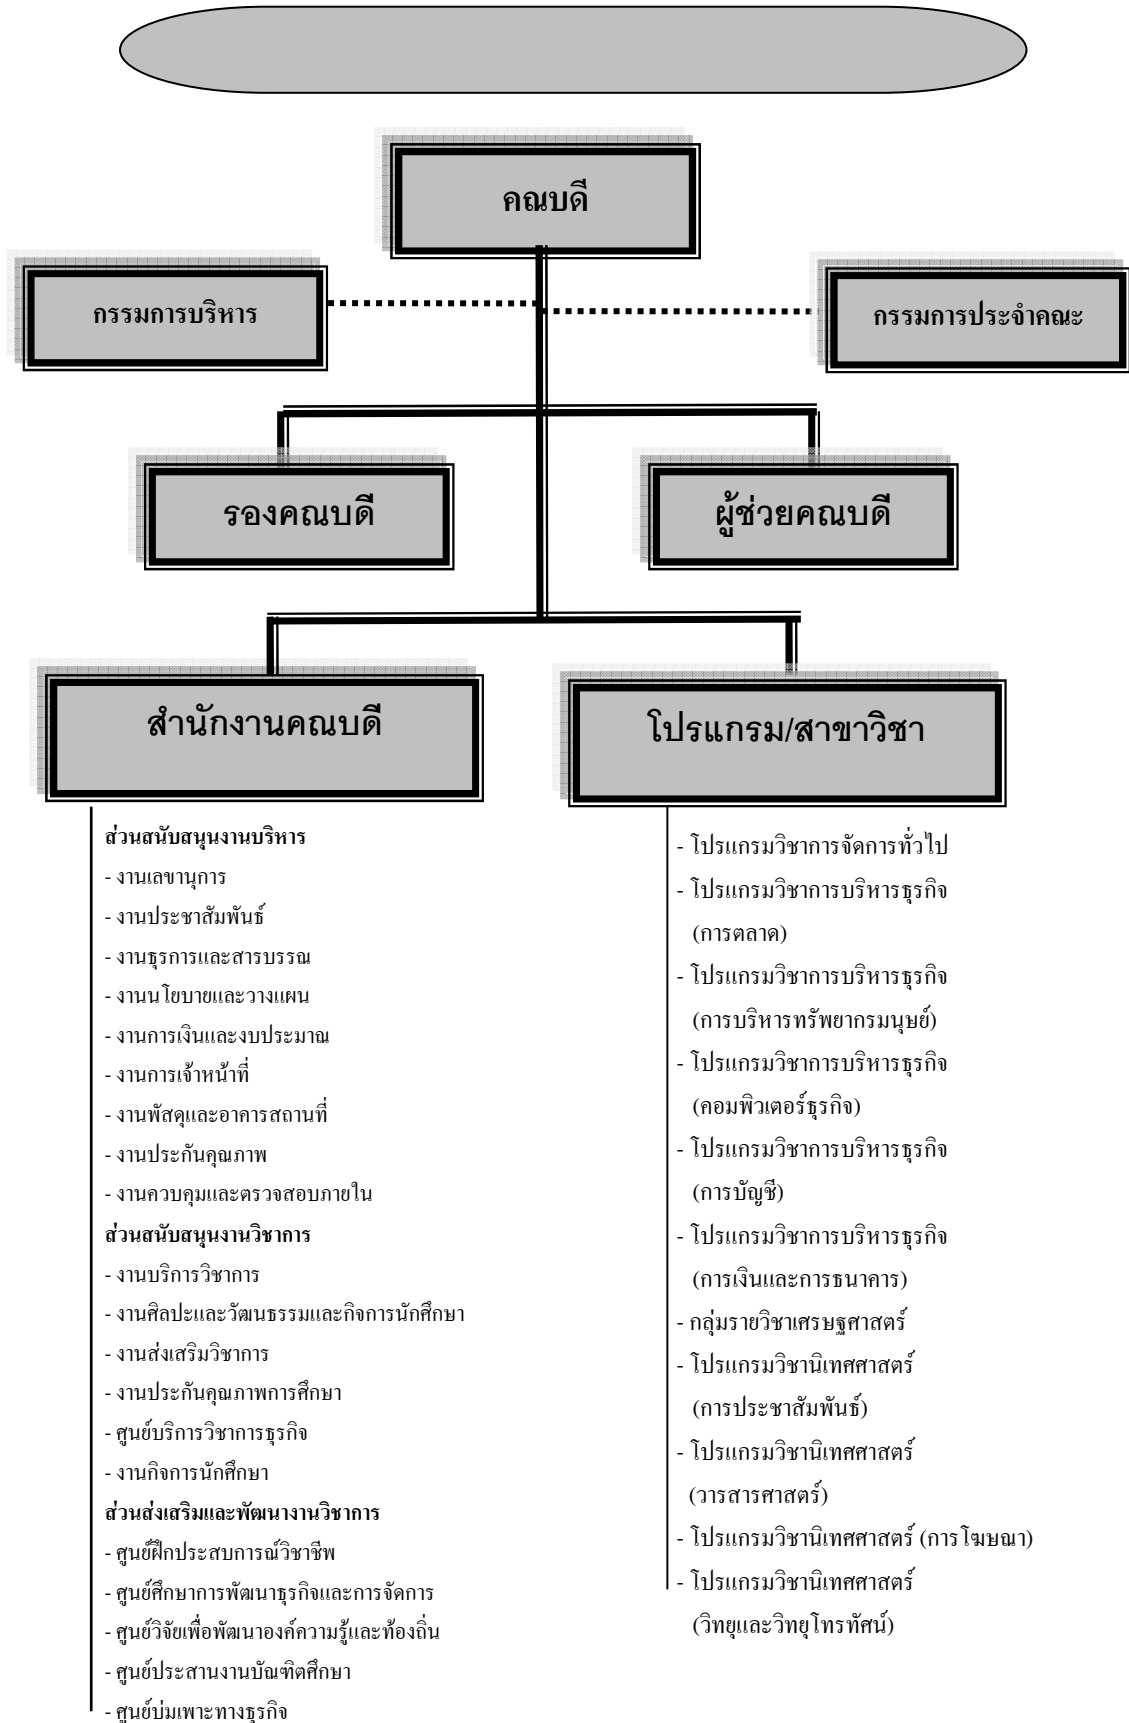 คณบดี
กรรมการบริหาร
กรรมการประจำคณะ
รองคณบดี
ผู้ช่วยคณบดี
สำนักงานคณบดี
โปรแกรม/สาขาวิชา
ส่วนสนับสนุนงานบริหาร
- งานเลขานุการ
- งานประชาสัมพันธ์
- งานธุรการและสารบรรณ
- งานนโยบายและวางแผน
- งานการเงินและงบประมาณ
- งานการเจ้าหน้าที่
- งานพัสดุและอาคารสถานที่
- งานประกันคุณภาพ
- งานควบคุมและตรวจสอบภายใน
ส่วนสนับสนุนงานวิชาการ
- งานบริการวิชาการ
- งานศิลปะและวัฒนธรรมและกิจการนักศึกษา
- งานส่งเสริมวิชาการ
- งานประกันคุณภาพการศึกษา
- ศูนย์บริการวิชาการธุรกิจ
- งานกิจการนักศึกษา
ส่วนส่งเสริมและพัฒนางานวิชาการ
- ศูนย์ฝึกประสบการณ์วิชาชีพ
- ศูนย์ศึกษาการพัฒนาธุรกิจและการจัดการ
- ศูนย์วิจัยเพื่อพัฒนาองค์ความรู้และท้องถิ่น
- ศูนย์ประสานงานบัณฑิตศึกษา
- ศูนย์บ่มเพาะทางธุรกิจ
- โปรแกรมวิชาการจัดการทั่วไป
- โปรแกรมวิชาการบริหารธุรกิจ
(การตลาด)
- โปรแกรมวิชาการบริหารธุรกิจ
(การบริหารทรัพยากรมนุษย์)
- โปรแกรมวิชาการบริหารธุรกิจ
(คอมพิวเตอร์ธุรกิจ)
- โปรแกรมวิชาการบริหารธุรกิจ
(การบัญชี)
- โปรแกรมวิชาการบริหารธุรกิจ
(การเงินและการธนาคาร)
- กลุ่มรายวิชาเศรษฐศาสตร์
- โปรแกรมวิชานิเทศศาสตร์
(การประชาสัมพันธ์)
- โปรแกรมวิชานิเทศศาสตร์
(วารสารศาสตร์)
- โปรแกรมวิชานิเทศศาสตร์ (การโฆษณา)
- โปรแกรมวิชานิเทศศาสตร์
(วิทยุและวิทยุโทรทัศน์)